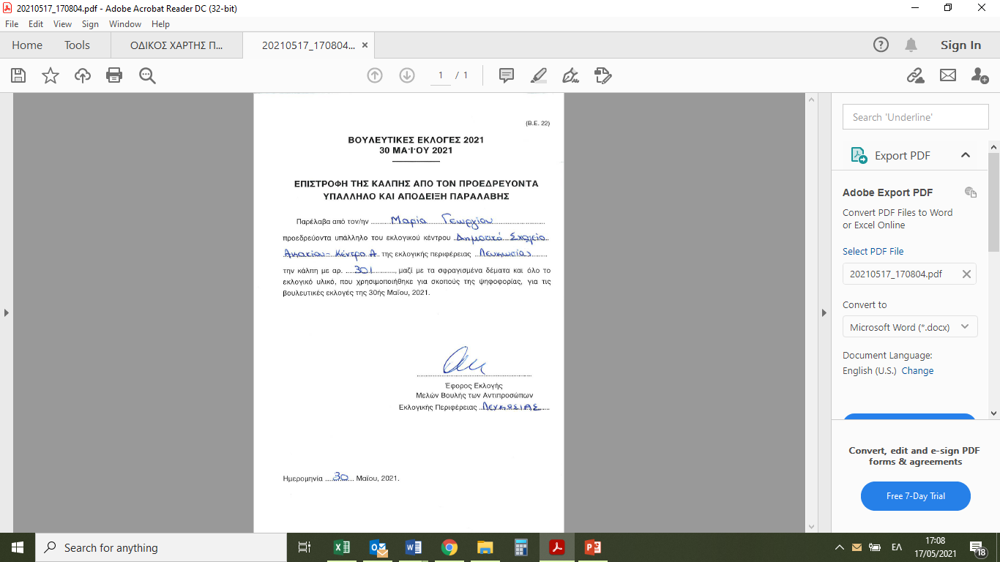 20210517_170804.pdf - Adobe Acrobat Reader DC (32-bit)
File Edit View Sign Window Help
Home Tools ΟΔΙΚΟΣ ΧΑΡΤΗΣ Π... 20210517_170804... × Sign In
1 / 1
(Β.Ε. 22)
ΒΟΥΛΕΥΤΙΚΕΣ ΕΚΛΟΓΕΣ 2021
30 ΜΑ·Ι·ΟΥ 2021
ΕΠΙΣΤΡΟΦΗ ΤΗΣ ΚΑΛΠΗΣ ΑΠΟ ΤΟΝ ΠΡΟΕΔΡΕΥΟΝΤΑ
ΥΠΑΛΛΗΛΟ ΚΑΙ ΑΠΟΔΕΙΞΗ ΠΑΡΑΛΑΒΗΣ
Παρέλαβα από τον/ην Μαρία Γεωργίου
προεδρεύοντα υπάλληλο του εκλογικού κέντρου Δημοτικό Σχολείο
Ακακίου - Κέντρο Α της εκλογικής περιφέρειας Λευκωσίας
την κάλπη με αρ. 301, μαζί με τα σφραγισμένα δέματα και όλο το
εκλογικό υλικό, που χρησιμοποιήθηκε για σκοπούς της ψηφοφορίας, για τις
βουλευτικές εκλογές της 30ής Μαΐου, 2021.
Έφορος Εκλογής
Μελών Βουλής των Αντιπροσώπων
Εκλογικής Περιφέρειας ΛΕΥΚΩΣΙΑΣ
Ημερομηνία 30 Μαΐου, 2021.
Search 'Underline'
Export PDF
Adobe Export PDF
Convert PDF Files to Word
or Excel Online
Select PDF File
20210517_170804.pdf
Convert to
Microsoft Word (*.docx)
Document Language:
English (U.S.) Change
Convert, edit and e-sign PDF
forms & agreements
Free 7-Day Trial
Search for anything
ΕΛ
17:08
17/05/2021
18